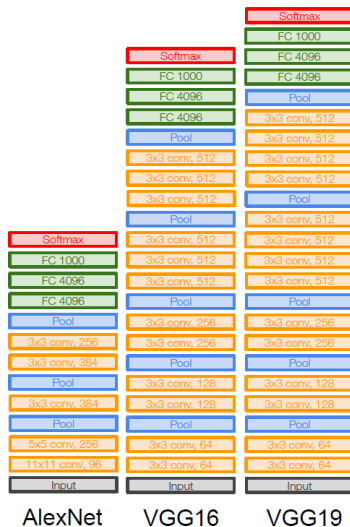 Softmax
FC 1000
FC 4096
FC 4096
Pool
3x3 conv, 256
3x3 conv, 384
Pool
3x3 conv, 384
Pool
5x5 conv, 256
11x11 conv, 96
Input
AlexNet
Softmax
FC 1000
FC 4096
FC 4096
Pool
3x3 conv, 512
3x3 conv, 512
3x3 conv, 512
Pool
3x3 conv, 512
3x3 conv, 512
3x3 conv, 512
Pool
3x3 conv, 256
3x3 conv, 256
Pool
3x3 conv, 128
3x3 conv, 128
Pool
3x3 conv, 64
3x3 conv, 64
Input
VGG16
Softmax
FC 1000
FC 4096
FC 4096
Pool
3x3 conv, 512
3x3 conv, 512
3x3 conv, 512
3x3 conv, 512
Pool
3x3 conv, 512
3x3 conv, 512
3x3 conv, 512
3x3 conv, 512
Pool
3x3 conv, 256
3x3 conv, 256
Pool
3x3 conv, 128
3x3 conv, 128
Pool
3x3 conv, 64
3x3 conv, 64
Input
VGG19